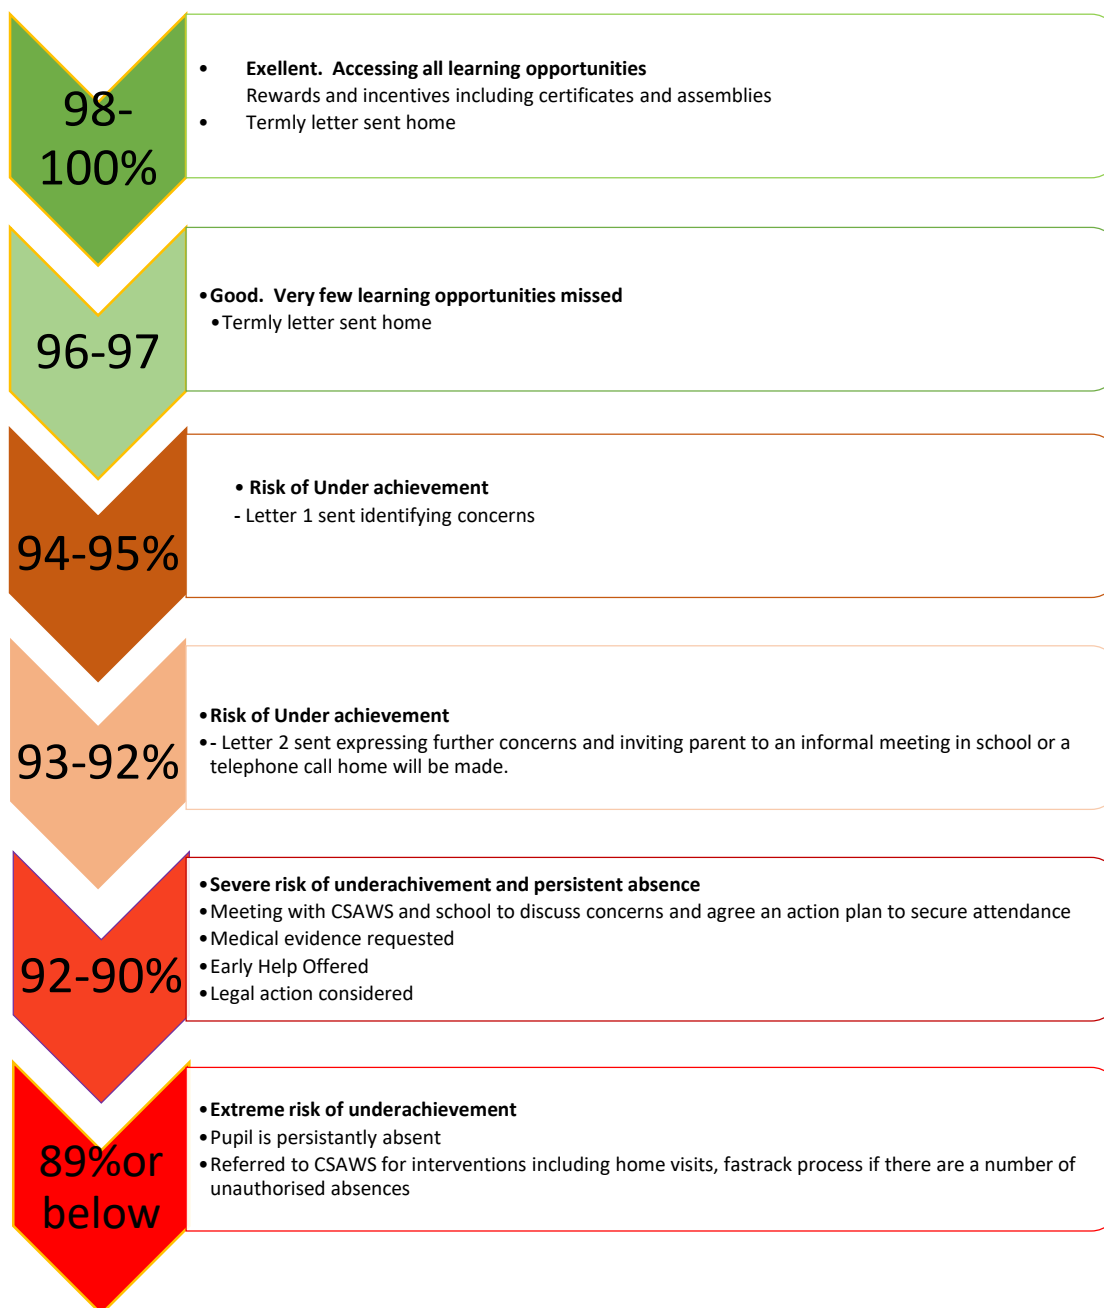 98-
100%
• Exellent.  Accessing all learning opportunities
Rewards and incentives including certificates and assemblies
• Termly letter sent home
96-97
•Good.  Very few learning opportunities missed
•Termly letter sent home
94-95%
• Risk of Under achievement
- Letter 1 sent identifying concerns
93-92%
•Risk of Under achievement
•- Letter 2 sent expressing further concerns and inviting parent to an informal meeting in school or a
telephone call home will be made.
92-90%
•Severe risk of underachivement and persistent absence
•Meeting with CSAWS and school to discuss concerns and agree an action plan to secure attendance
•Medical evidence requested
•Early Help Offered
•Legal action considered
89%or
below
•Extreme risk of underachievement
•Pupil is persistantly absent
•Referred to CSAWS for interventions including home visits, fastrack process if there are a number of
unauthorised absences